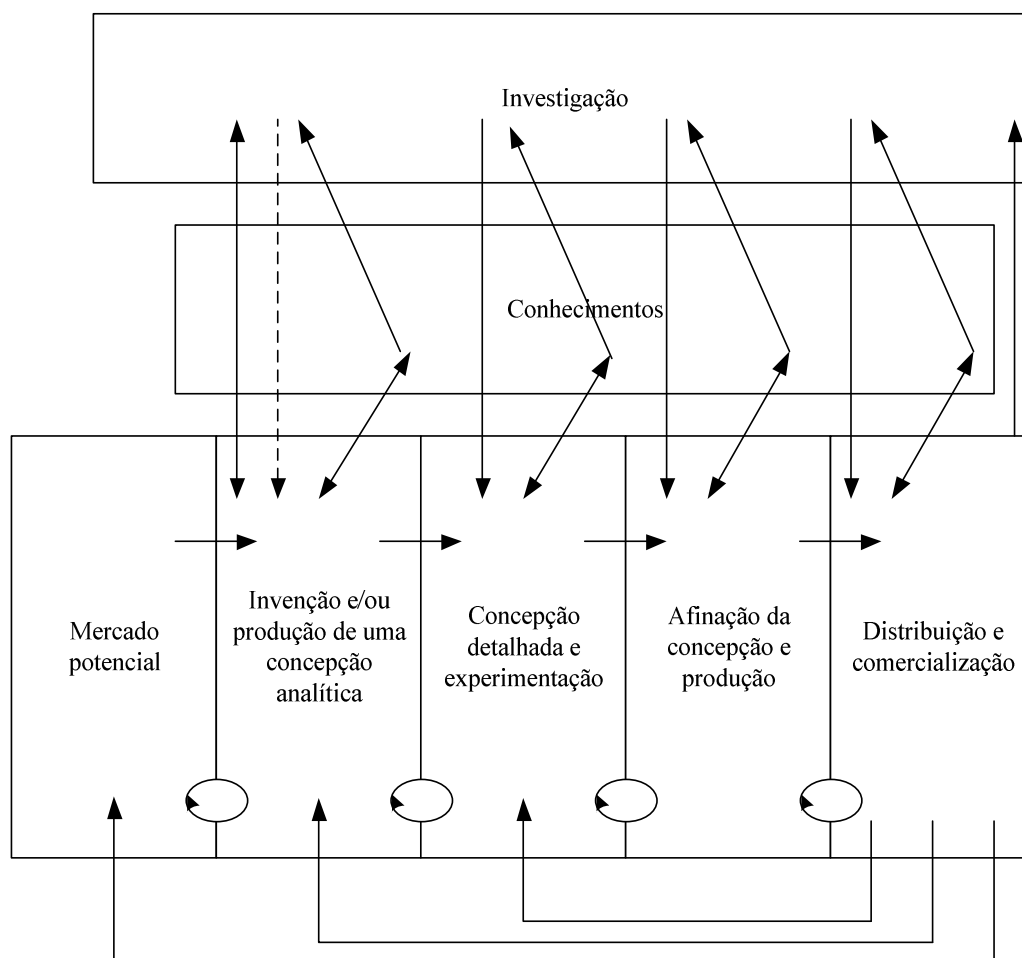 Investigação
Conhecimentos
Mercado
potencial
Invenção e/ou
produção de uma
concepção
analítica
Concepção
detalhada e
experimentação
Afinação da
concepção e
produção
Distribuição e
comercialização